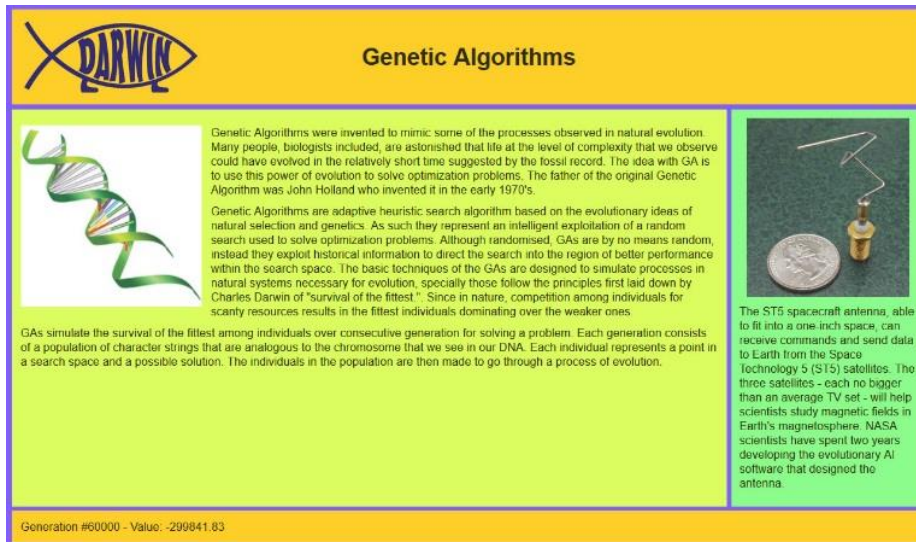 DARWIN
Genetic Algorithms
Genetic Algorithms were invented to mimic some of the processes observed in natural evolution.
Many people, biologists included, are astonished that life at the level of complexity that we observe
could have evolved in the relatively short time suggested by the fossil record. The idea with GA is
to use this power of evolution to solve optimization problems. The father of the original Genetic
Algorithm was John Holland who invented it in the early 1970's.
Genetic Algorithms are adaptive heuristic search algorithm based on the evolutionary ideas of
natural selection and genetics. As such they represent an intelligent exploitation of a random
search used to solve optimization problems. Although randomised, GAs are by no means random,
instead they exploit historical information to direct the search into the region of better performance
within the search space. The basic techniques of the GAs are designed to simulate processes in
natural systems necessary for evolution, specially those follow the principles first laid down by
Charles Darwin of "survival of the fittest.". Since in nature, competition among individuals for
scanty resources results in the fittest individuals dominating over the weaker ones.
GAs simulate the survival of the fittest among individuals over consecutive generation for solving a problem. Each generation consists
of a population of character strings that are analogous to the chromosome that we see in our DNA. Each individual represents a point in
a search space and a possible solution. The individuals in the population are then made to go through a process of evolution.
The ST5 spacecraft antenna, able
to fit into a one-inch space, can
receive commands and send data
to Earth from the Space
Technology 5 (ST5) satellites. The
three satellites - each no bigger
than an average TV set - will help
scientists study magnetic fields in
Earth's magnetosphere. NASA
scientists have spent two years
developing the evolutionary AI
software that designed the
antenna.
Generation #60000 - Value: -299841.83